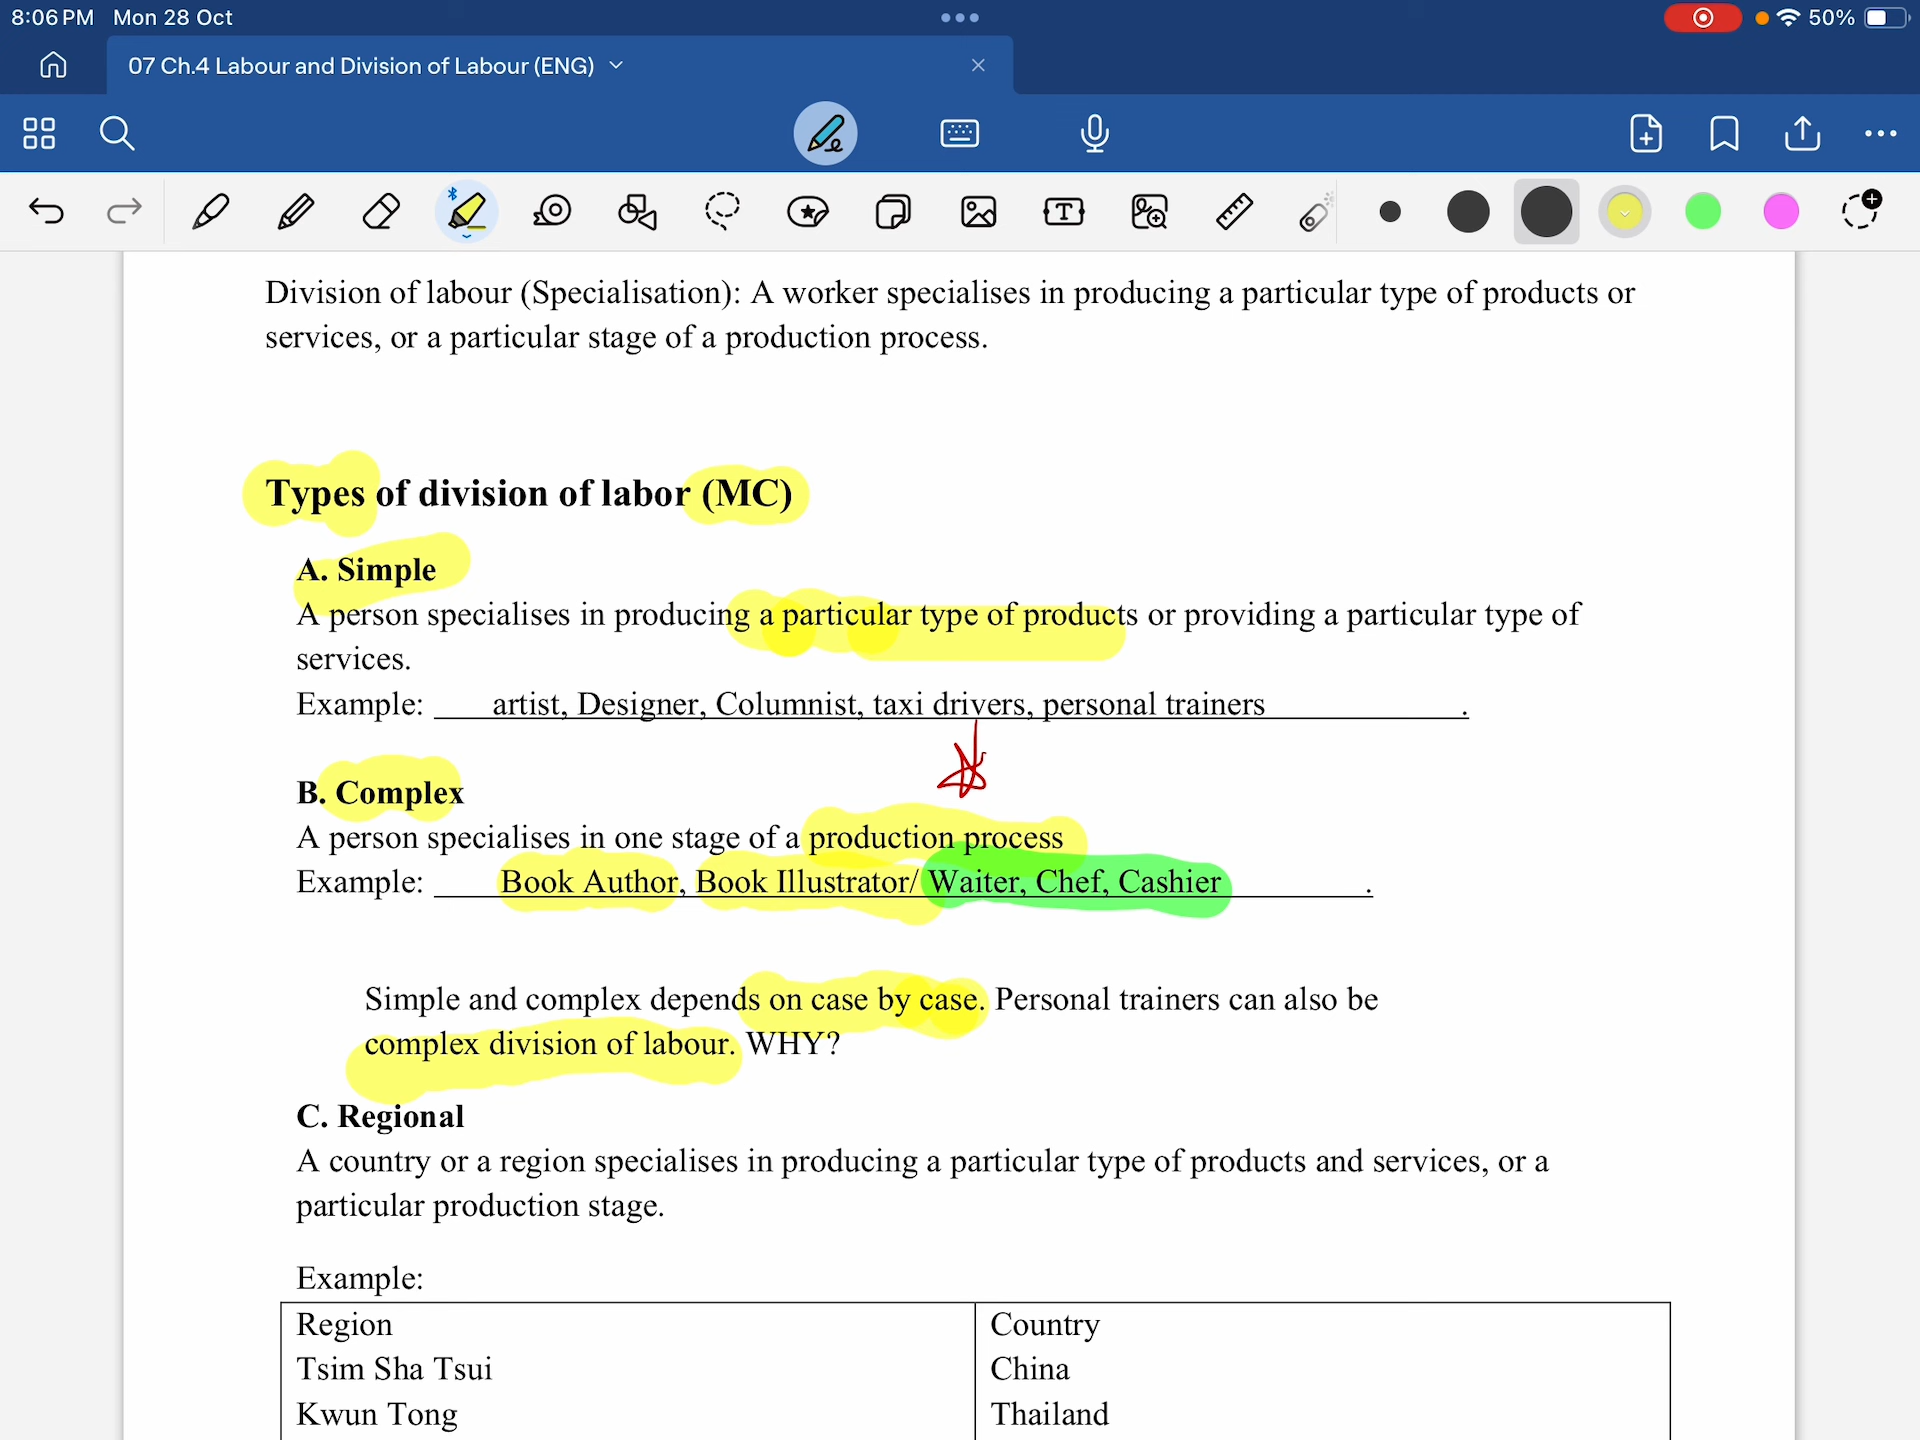 8:06 PM Mon 28 Oct
50%
07 Ch.4 Labour and Division of Labour (ENG)
Division of labour (Specialisation): A worker specialises in producing a particular type of products or
services, or a particular stage of a production process.
Types of division of labor (MC)
A. Simple
A person specialises in producing a particular type of products or providing a particular type of
services.
Example: artist, Designer, Columnist, taxi drivers, personal trainers .
B. Complex
A person specialises in one stage of a production process
Example: Book Author, Book Illustrator/ Waiter, Chef, Cashier .
Simple and complex depends on case by case. Personal trainers can also be
complex division of labour. WHY?
C. Regional
A country or a region specialises in producing a particular type of products and services, or a
particular production stage.
Example:
Region Country
Tsim Sha Tsui China
Kwun Tong Thailand